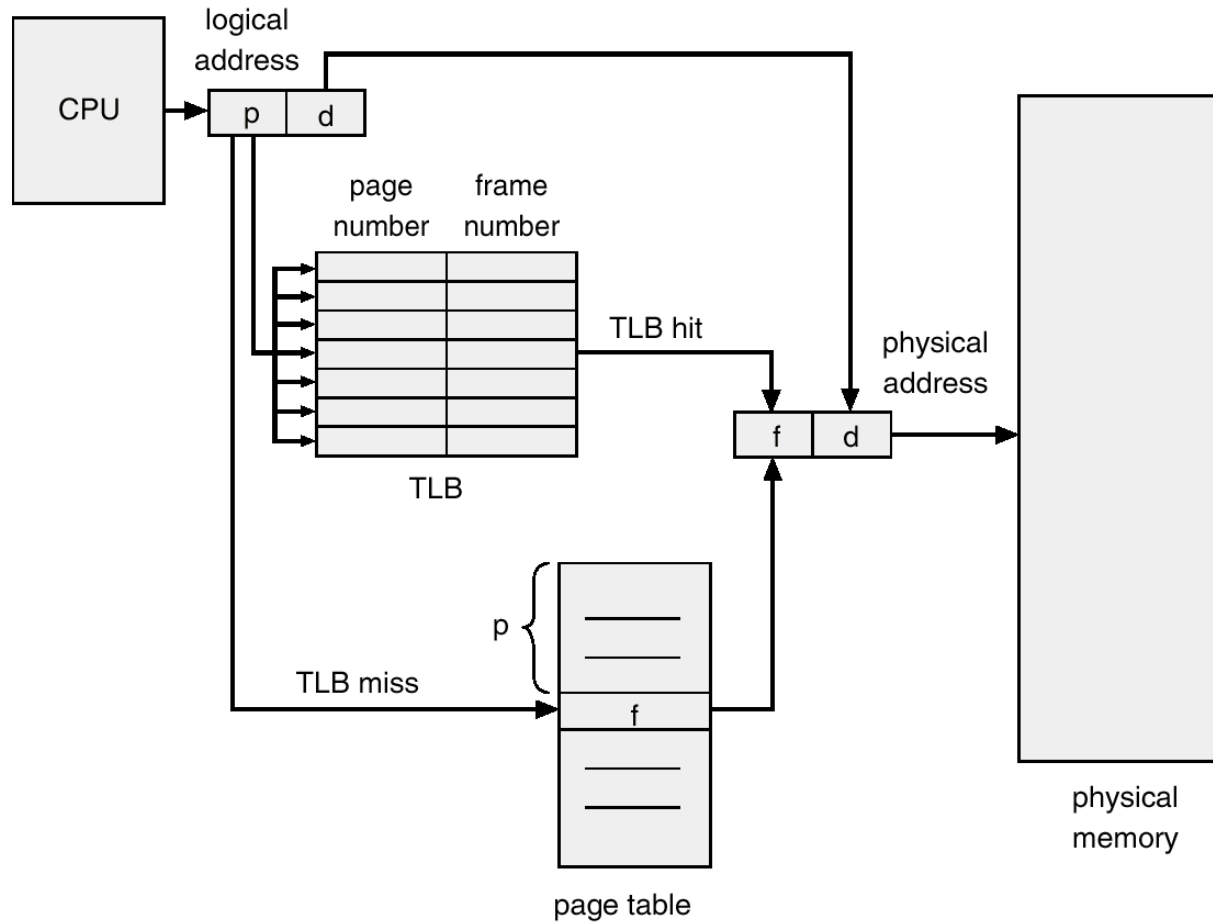 logical
address
CPU
p
d
page
number
frame
number
TLB hit
physical
address
f
d
TLB
p
TLB miss
f
physical
memory
page table